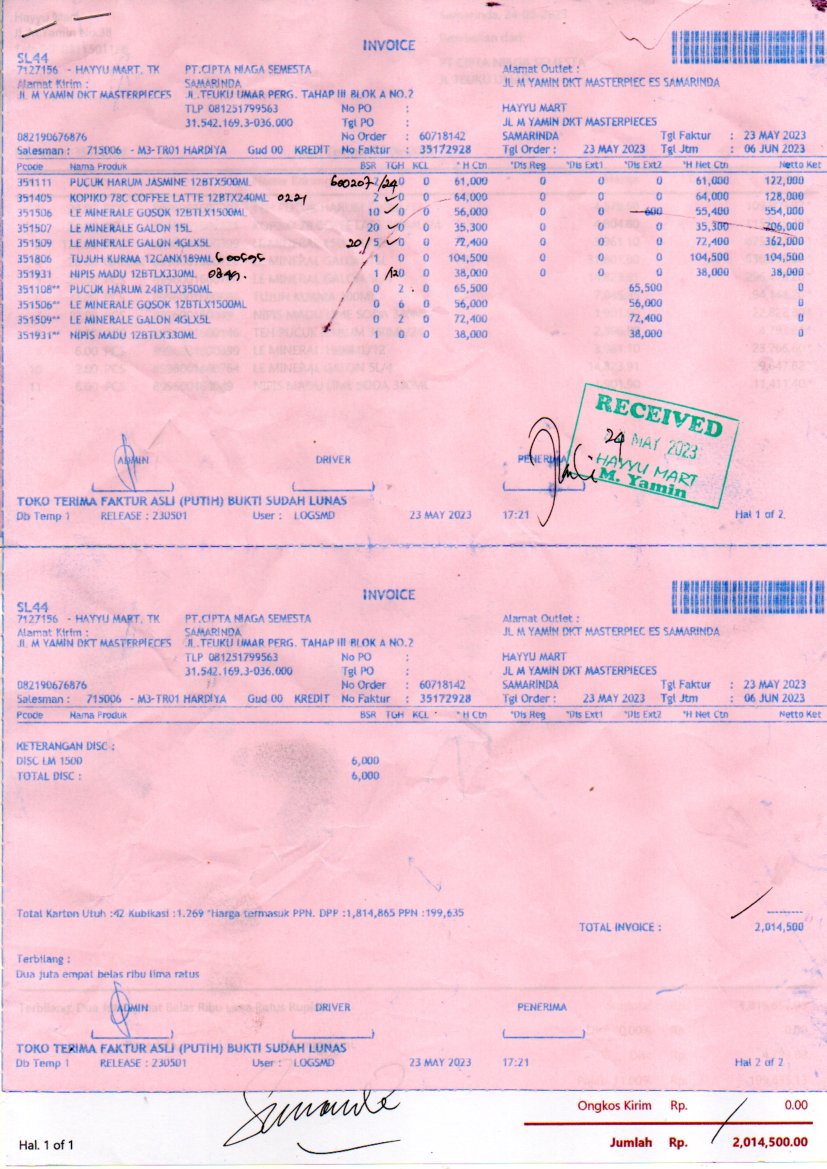 INVOICE
SL44
7127156 - HAYYU MART, TK PT.CIPTA NIAGA SEMESTA Alamat Outlet :
Alamat Kirim : SAMARINDA JL M YAMIN DKT MASTERPIEC ES SAMARINDA
JL M YAMIN DKT MASTERPIECES JL.TEUKU UMAR PERG. TAHAP III BLOK A NO.2
TLP 081251799563 No PO : HAYYU MART
31.542.169.3-036.000 Tgl PO : JL M YAMIN DKT MASTERPIECES
082190676876 No Order : 60718142 SAMARINDA Tgl Faktur : 23 MAY 2023
Salesman : 715006 - M3-TR01 HARDIYA Gud 00 KREDIT No Faktur : 35172928 Tgl Order : 23 MAY 2023 Tgl Jtm : 06 JUN 2023
Pcode Nama Produk BSR TGH KCL *H Ctn *Dis Reg *Dis Ext1 *Dis Ext2 *H Net Ctn Netto Ket
351111 PUCUK HARUM JASMINE 12BTX500ML 600207 /24 0 0 61,000 0 0 0 61,000 122,000
351405 KOPIKO 78C COFFEE LATTE 12BTX240ML 0221 2 0 0 64,000 0 0 0 64,000 128,000
351506 LE MINERALE GOSOK 12BTLX1500ML 10 0 0 56,000 0 0 600 55,400 554,000
351507 LE MINERALE GALON 15L 20 0 0 35,300 0 0 0 35,300 706,000
351509 LE MINERALE GALON 4GLX5L 20/ 5 0 0 72,400 0 0 0 72,400 362,000
351806 TUJUH KURMA 12CANX189ML 1 0 0 104,500 0 0 0 104,500 104,500
351931 NIPIS MADU 12BTLX330ML 1 /12 0 0 38,000 0 0 0 38,000 38,000
351108** PUCUK HARUM 24BTLX350ML 0 2 0 65,500 65,500 0
351506** LE MINERALE GOSOK 12BTLX1500ML 0 6 0 56,000 56,000 0
351509** LE MINERALE GALON 4GLX5L 2 0 72,400 72,400 0
351931** NIPIS MADU 12BTLX330ML 1 0 0 38,000 38,000 0
RECEIVED
24 MAY 2023
HAYYU MART
M. Yamin
ADMIN DRIVER PENERIMA
TOKO TERIMA FAKTUR ASLI (PUTIH) BUKTI SUDAH LUNAS
Db Temp 1 RELEASE : 230501 User : LOGSMD 23 MAY 2023 17:21 Hal 1 of 2
INVOICE
SL44
7127156 - HAYYU MART, TK PT.CIPTA NIAGA SEMESTA Alamat Outlet :
Alamat Kirim : SAMARINDA JL M YAMIN DKT MASTERPIEC ES SAMARINDA
JL M YAMIN DKT MASTERPIECES JL.TEUKU UMAR PERG. TAHAP III BLOK A NO.2
TLP 081251799563 No PO : HAYYU MART
31.542.169.3-036.000 Tgl PO : JL M YAMIN DKT MASTERPIECES
082190676876 No Order : 60718142 SAMARINDA Tgl Faktur : 23 MAY 2023
Salesman : 715006 - M3-TR01 HARDIYA Gud 00 KREDIT No Faktur : 35172928 Tgl Order : 23 MAY 2023 Tgl Jtm : 06 JUN 2023
Pcode Nama Produk BSR TGH KCL *H Ctn *Dis Reg *Dis Ext1 *Dis Ext2 *H Net Ctn Netto Ket
KETERANGAN DISC :
DISC LM 1500 6,000
TOTAL DISC : 6,000
Total Karton Utuh :42 Kubikasi :1.269 *Harga termasuk PPN. DPP :1,814,865 PPN :199,635
TOTAL INVOICE : 2,014,500
Terbilang :
Dua juta empat belas ribu lima ratus
ADMIN DRIVER PENERIMA
TOKO TERIMA FAKTUR ASLI (PUTIH) BUKTI SUDAH LUNAS
Db Temp 1 RELEASE : 230501 User : LOGSMD 23 MAY 2023 17:21 Hal 2 of 2
Ongkos Kirim Rp. 0.00
Hal. 1 of 1 Jumlah Rp. 2,014,500.00